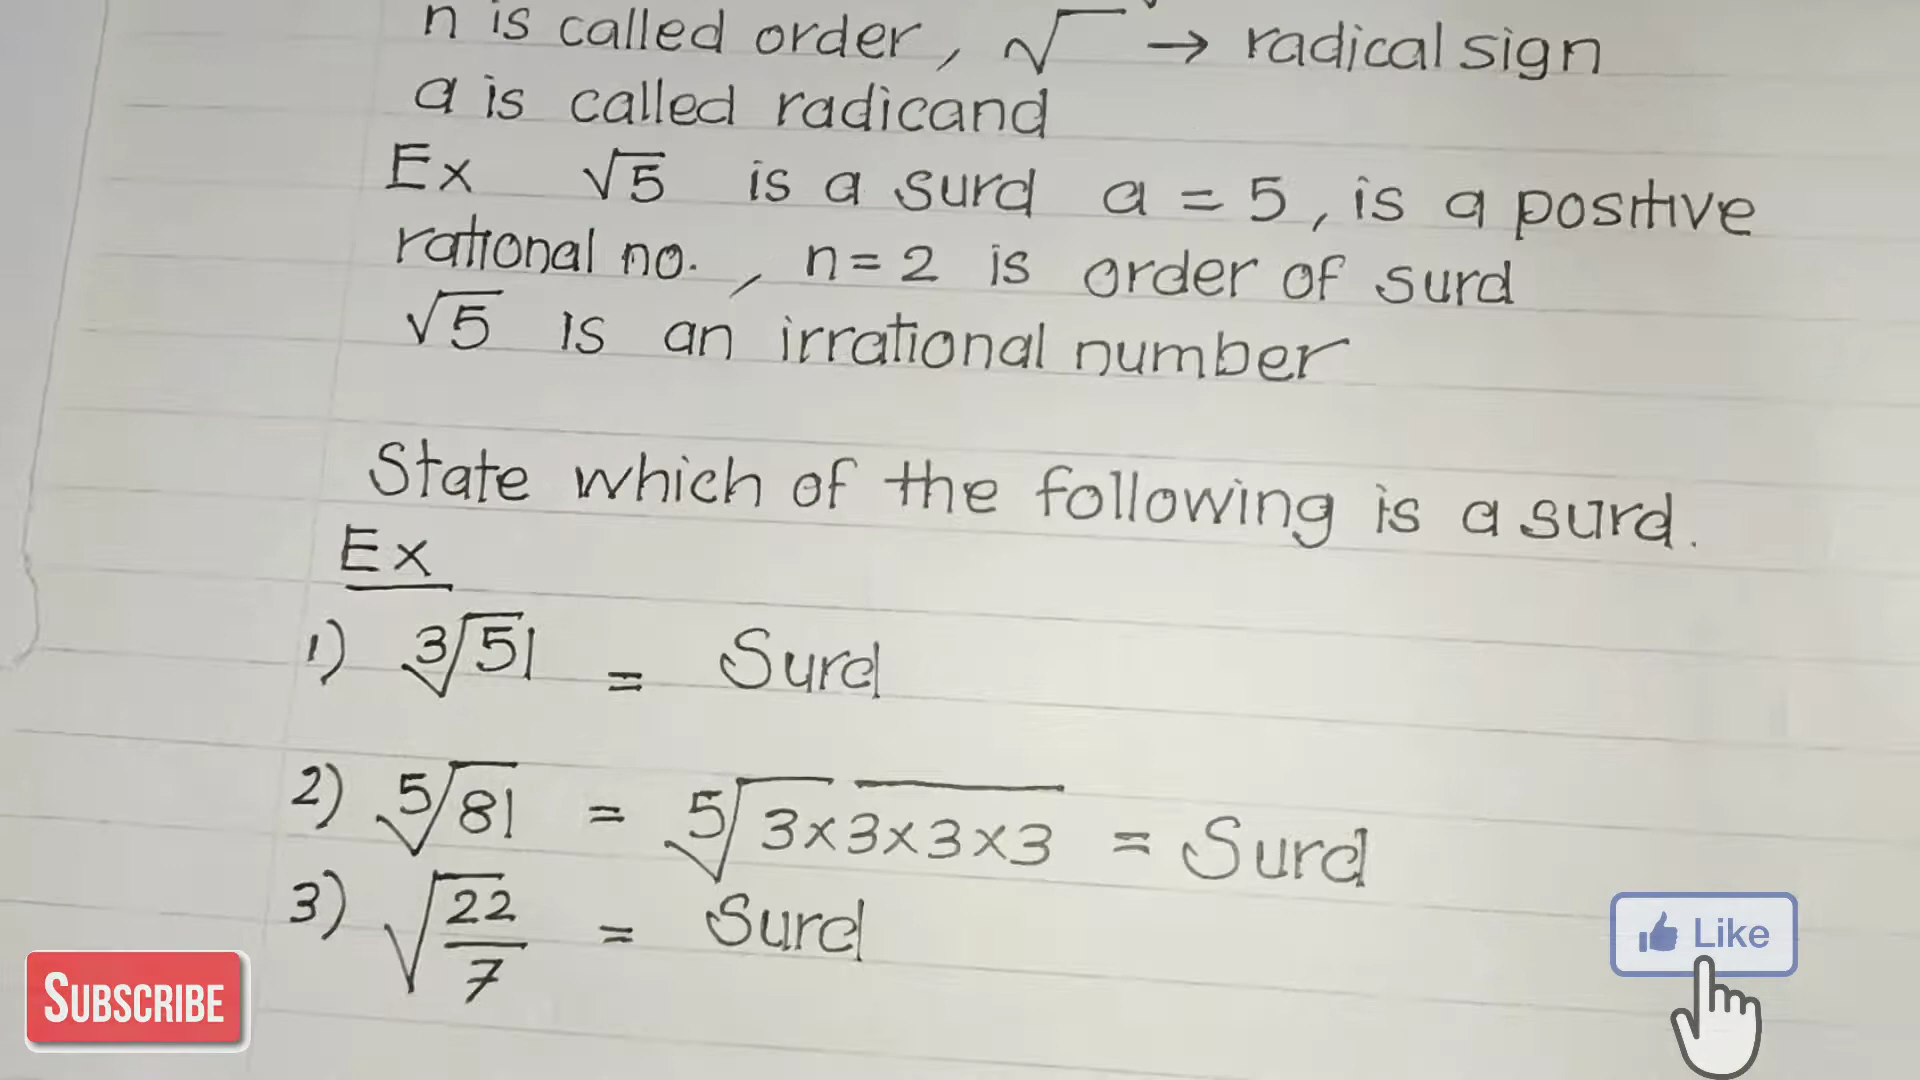 n is called order, √ → radical sign
a is called radicand
Ex √5 is a surd a = 5, is a positive
rational no. , n = 2 is order of surd
√5 is an irrational number
State which of the following is a surd.
Ex
1) ³√51 = Surd
2) ⁵√81 = ⁵√3×3×3×3 = Surd
3) √22/7 = Surd
SUBSCRIBE
Like